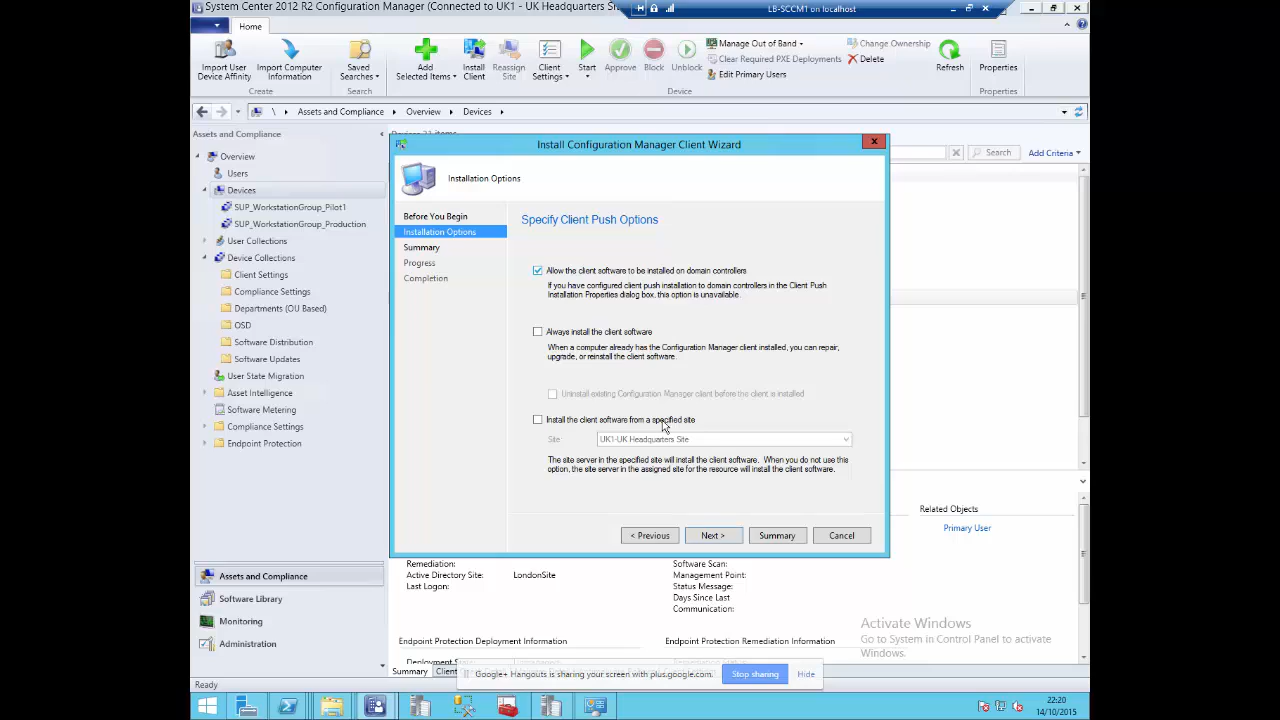 System Center 2012 R2 Configuration Manager (Connected to UK1 - UK Headquarters Si
LB-SCCM1 on localhost
Home
Import User
Device Affinity
Import Computer
Information
Create
Saved
Searches
Search
Add
Selected Items
Install
Client
Reassign
Site
Client
Settings
Start
Approve
Block
Unblock
Manage Out of Band
Clear Required PXE Deployments
Edit Primary Users
Device
Change Ownership
Delete
Refresh
Properties
Properties
\ Assets and Compliance Overview Devices
Assets and Compliance
Overview
Users
Devices
SUP_WorkstationGroup_Pilot1
SUP_WorkstationGroup_Production
User Collections
Device Collections
Client Settings
Compliance Settings
Departments (OU Based)
OSD
Software Distribution
Software Updates
User State Migration
Asset Intelligence
Software Metering
Compliance Settings
Endpoint Protection
Assets and Compliance
Software Library
Monitoring
Administration
Search
Add Criteria
Install Configuration Manager Client Wizard
Installation Options
Before You Begin
Installation Options
Summary
Progress
Completion
Specify Client Push Options
Allow the client software to be installed on domain controllers
If you have configured client push installation to domain controllers in the Client Push
Installation Properties dialog box, this option is unavailable.
Always install the client software
When a computer already has the Configuration Manager client installed, you can repair,
upgrade, or reinstall the client software.
Uninstall existing Configuration Manager client before the client is installed
Install the client software from a specified site
Site: UK1-UK Headquarters Site
The site server in the specified site will install the client software. When you do not use this
option, the site server in the assigned site for the resource will install the client software.
< Previous
Next >
Summary
Cancel
Related Objects
Primary User
Remediation:
Active Directory Site: LondonSite
Last Logon:
Software Scan:
Management Point:
Status Message:
Days Since Last
Communication:
Endpoint Protection Deployment Information
Endpoint Protection Remediation Information
Activate Windows
Go to System in Control Panel to activate
Windows.
Summary
Client
Google+ Hangouts is sharing your screen with plus.google.com.
Stop sharing
Hide
Ready
22:20
14/10/2015